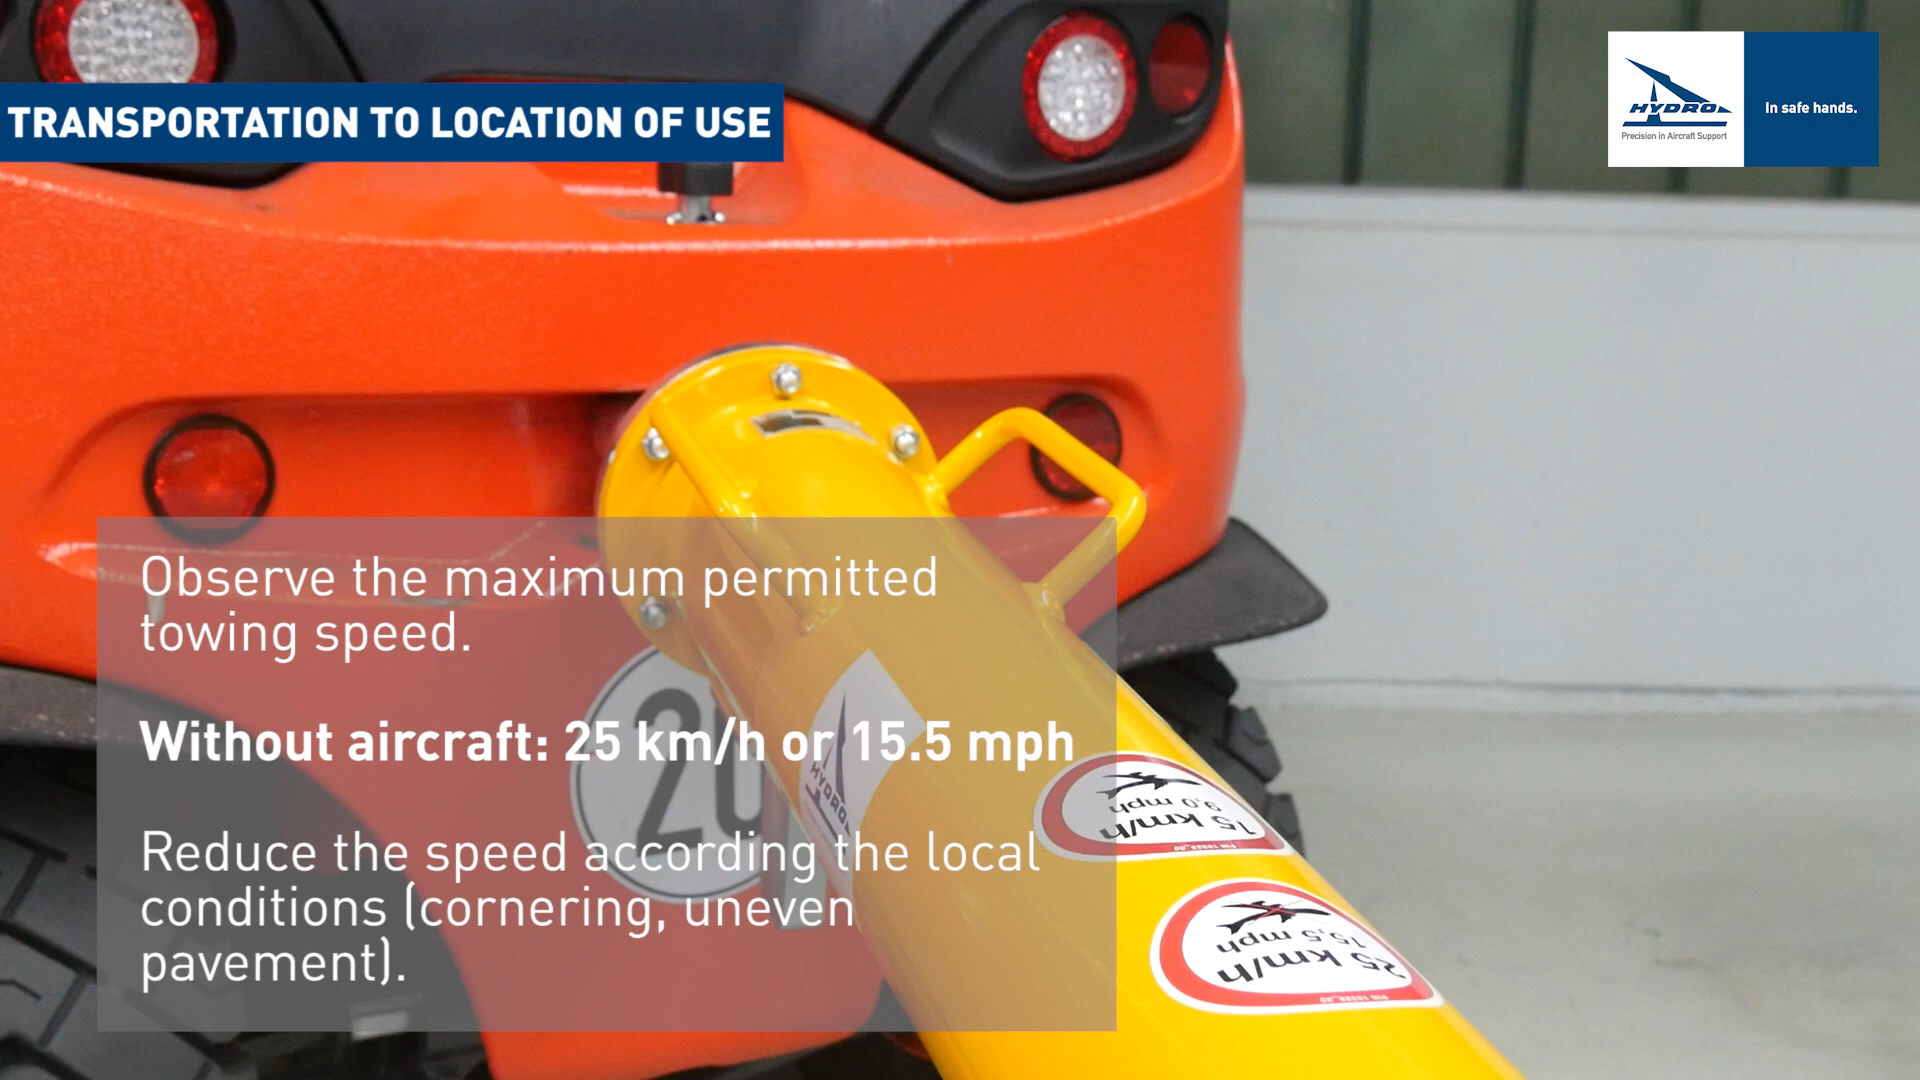 TRANSPORTATION TO LOCATION OF USE
HYDRO
Precision in Aircraft Support
In safe hands.
Observe the maximum permitted
towing speed.
Without aircraft: 25 km/h or 15.5 mph
Reduce the speed according the local
conditions (cornering, uneven
pavement).
20
HYDRO
15 km/h
9,0 mph
25 km/h
15,5 mph